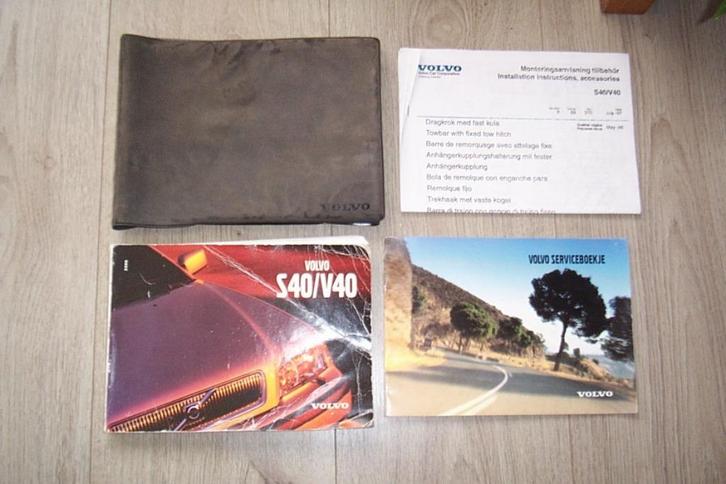 VOLVO
VOLVO
Volvo Car Corporation
Monteringsanvisning tillbehör
Installation instructions, accessories
S40/V40
Dragkrok med fast kula
Towbar with fixed tow hitch
Barre de remorquage avec attelage fixe
Anhängerkupplungshalterung mit fester
Anhängerkupplung
Bola de remolque con enganche para
Remolque fijo
Trekhaak met vaste kogel
VOLVO
S40/V40
VOLVO
VOLVO SERVICEBOEKJE
VOLVO